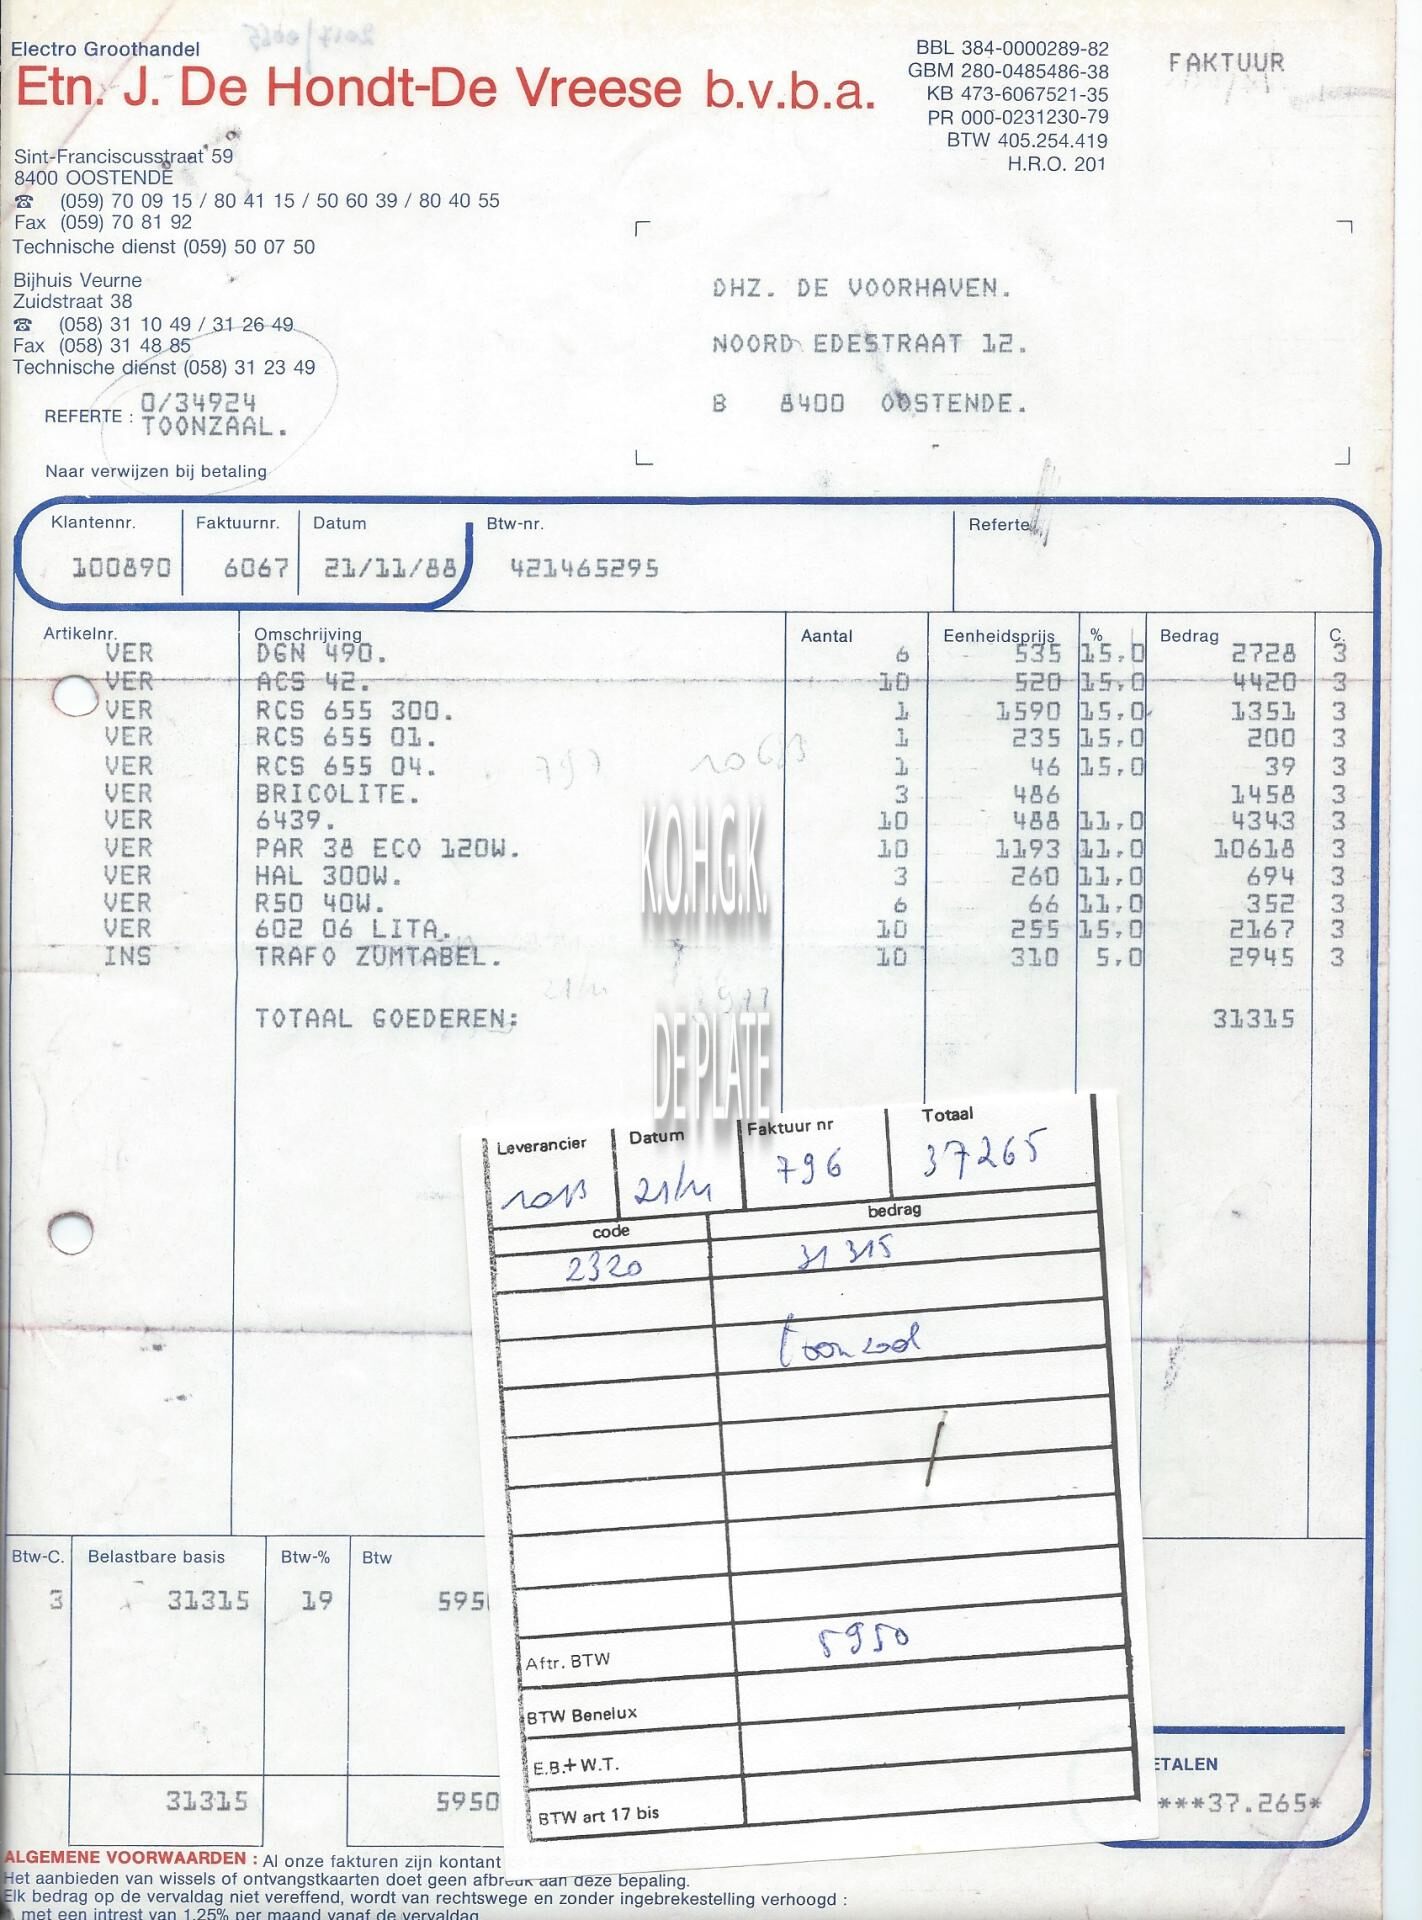 Electro Groothandel
Etn. J. De Hondt-De Vreese b.v.b.a.
BBL 384-0000289-82
GBM 280-0485486-38
KB 473-6067521-35
PR 000-0231230-79
BTW 405.254.419
H.R.O. 201
FAKTUUR
Sint-Franciscusstraat 59
8400 OOSTENDE
☎ (059) 70 09 15 / 80 41 15 / 50 60 39 / 80 40 55
Fax (059) 70 81 92
Technische dienst (059) 50 07 50
Bijhuis Veurne
Zuidstraat 38
☎ (058) 31 10 49 / 31 26 49
Fax (058) 31 48 85
Technische dienst (058) 31 23 49
DHZ. DE VOORHAVEN.
NOORD EDESTRAAT 12.
B 8400 OOSTENDE.
REFERTE : O/34924
TOONZAAL.
Naar verwijzen bij betaling
Klantennr. Faktuurnr. Datum Btw-nr. Referte
100890 6067 21/11/88 421465295
Artikelnr. Omschrijving Aantal Eenheidsprijs % Bedrag C.
VER DGN 490. 6 535 15,0 2728 3
VER ACS 42. 10 520 15,0 4420 3
VER RCS 655 300. 1 1590 15,0 1351 3
VER RCS 655 01. 1 235 15,0 200 3
VER RCS 655 04. 1 46 15,0 39 3
VER BRICOLITE. 3 486 1458 3
VER 6439. 10 488 11,0 4343 3
VER PAR 38 ECO 120W. 10 1193 11,0 10618 3
VER HAL 300W. 3 260 11,0 694 3
VER R50 40W. 6 66 11,0 352 3
VER 602 06 LITA. 10 255 15,0 2167 3
INS TRAFO ZUMTABEL. 10 310 5,0 2945 3
797
K.O.H.G.K.
21/11
TOTAAL GOEDEREN: 31315
DE PLATE
Leverancier Datum Faktuur nr Totaal
21/11 796 37265
code bedrag
2320 31 315
toonzaal
Aftr. BTW 5950
BTW Benelux
E.B.+ W.T.
BTW art 17 bis
Btw-C. Belastbare basis Btw-% Btw
3 31315 19 595
31315 5950
ETALEN
***37.265*
ALGEMENE VOORWAARDEN : Al onze fakturen zijn kontant
Het aanbieden van wissels of ontvangstkaarten doet geen afbreuk aan deze bepaling.
Elk bedrag op de vervaldag niet vereffend, wordt van rechtswege en zonder ingebrekestelling verhoogd :
met een intrest van 1,25% per maand vanaf de vervaldag